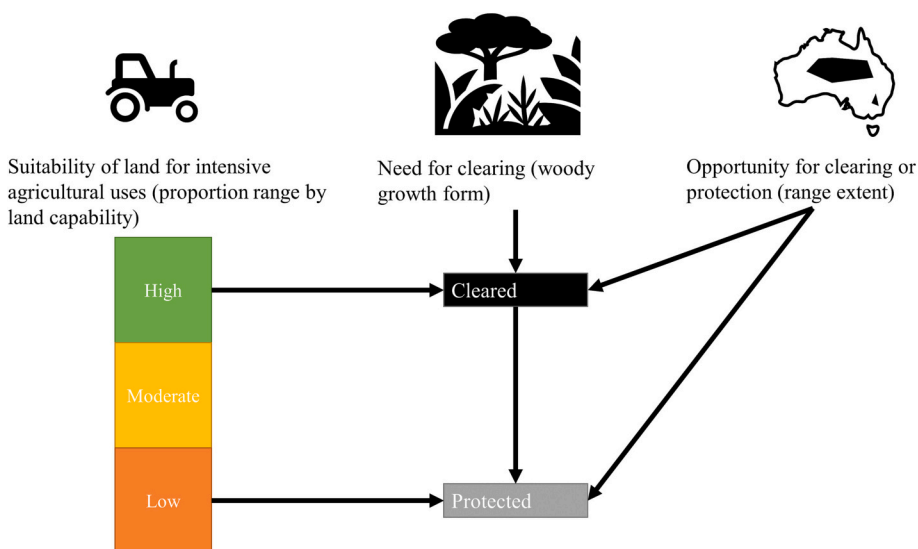 Suitability of land for intensive
agricultural uses (proportion range by
land capability)
Need for clearing (woody
growth form)
Opportunity for clearing or
protection (range extent)
High
Cleared
Moderate
Low
Protected